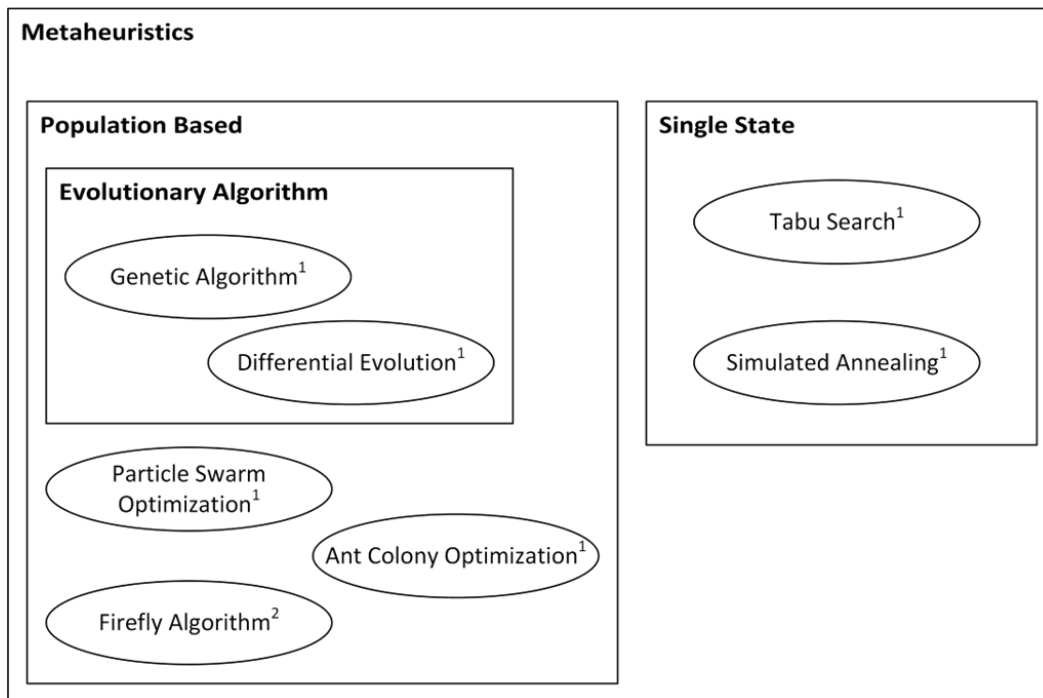 Metaheuristics
Population Based
Evolutionary Algorithm
Genetic Algorithm¹
Differential Evolution¹
Particle Swarm
Optimization¹
Ant Colony Optimization¹
Firefly Algorithm²
Single State
Tabu Search¹
Simulated Annealing¹